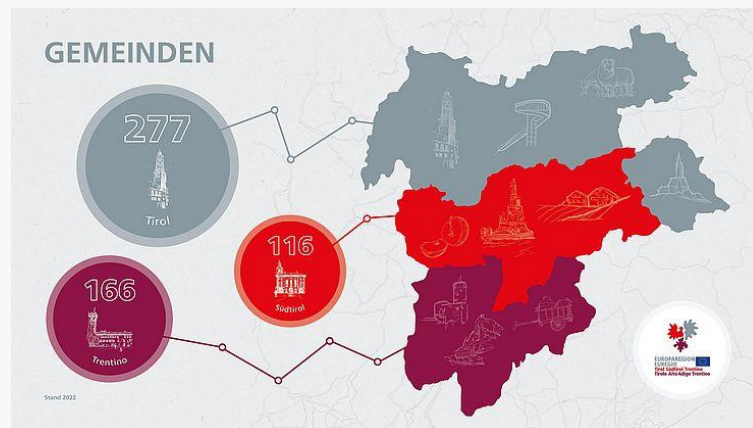 GEMEINDEN
277
Tirol
116
Südtirol
166
Trentino
Stand 2022
EUROPAREGION
EUREGIO
Tirol Südtirol Trentino
Tirolo Alto Adige Trentino